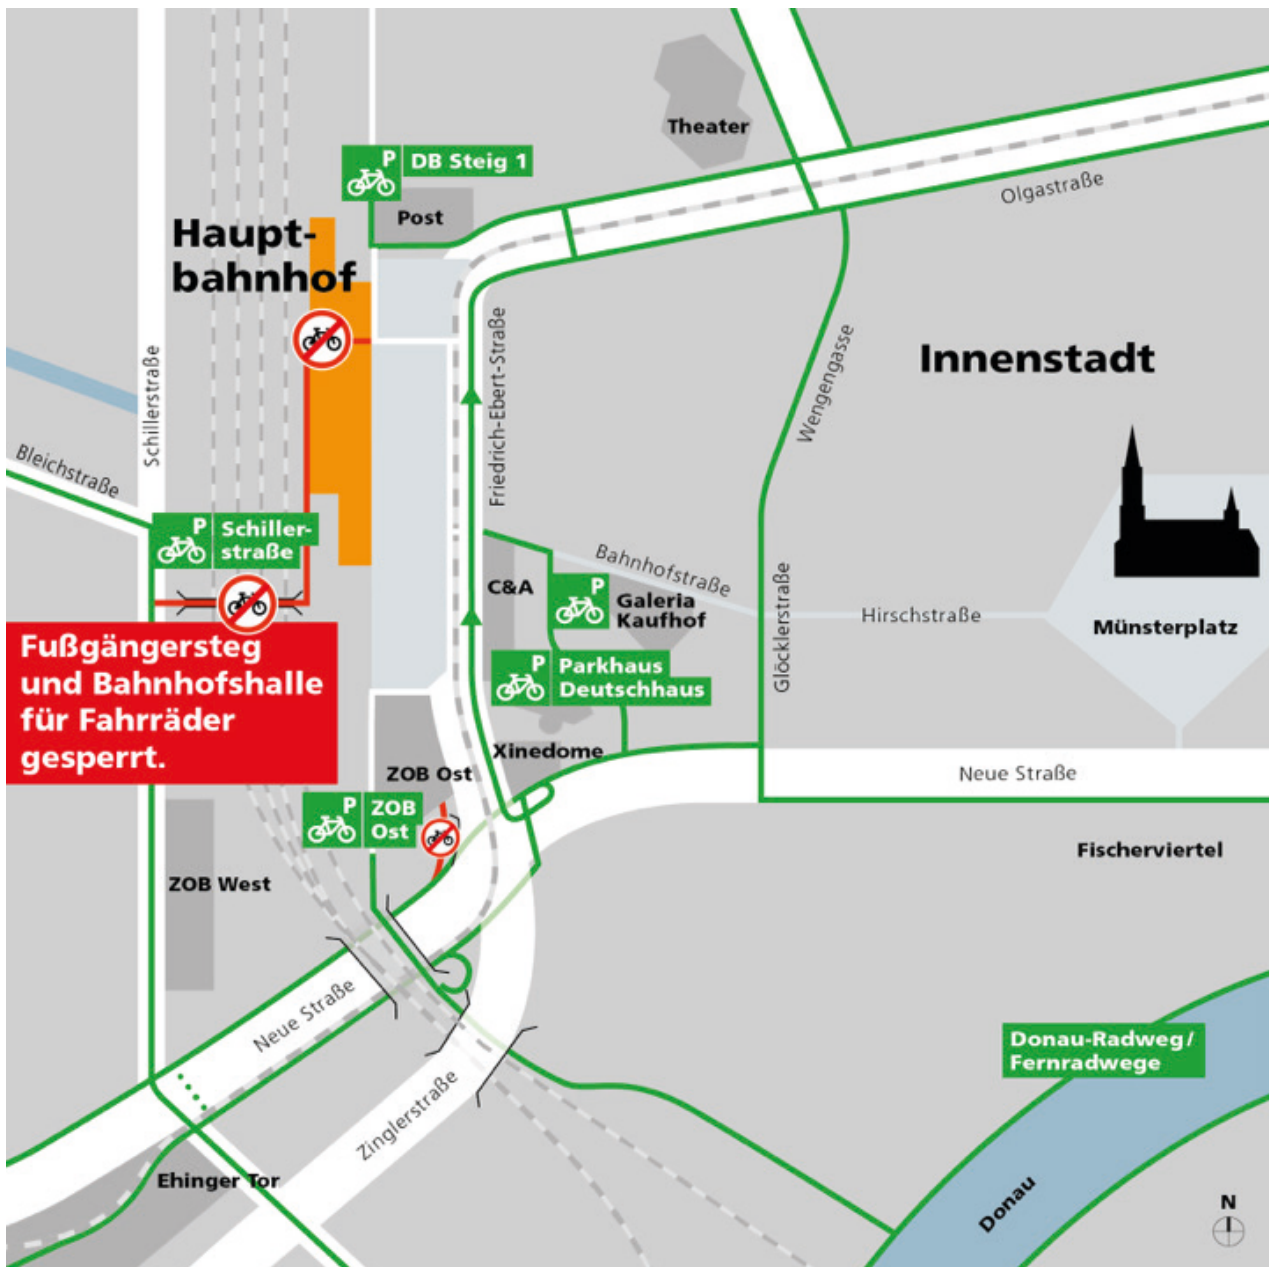 Theater
P
DB Steig 1
Olgastraße
Post
Haupt-
bahnhof
Schillerstraße
Friedrich-Ebert-Straße
Wengengasse
Innenstadt
Bleichstraße
P
Schiller-
straße
Bahnhofstraße
C&A
P
Galeria
Kaufhof
Glöcklerstraße
Hirschstraße
Münsterplatz
Fußgängersteg
und Bahnhofshalle
für Fahrräder
gesperrt.
P
Parkhaus
Deutschhaus
Xinedome
ZOB Ost
Neue Straße
P
ZOB
Ost
Fischerviertel
ZOB West
Neue Straße
Donau-Radweg/
Fernradwege
Zinglerstraße
Ehinger Tor
Donau
N